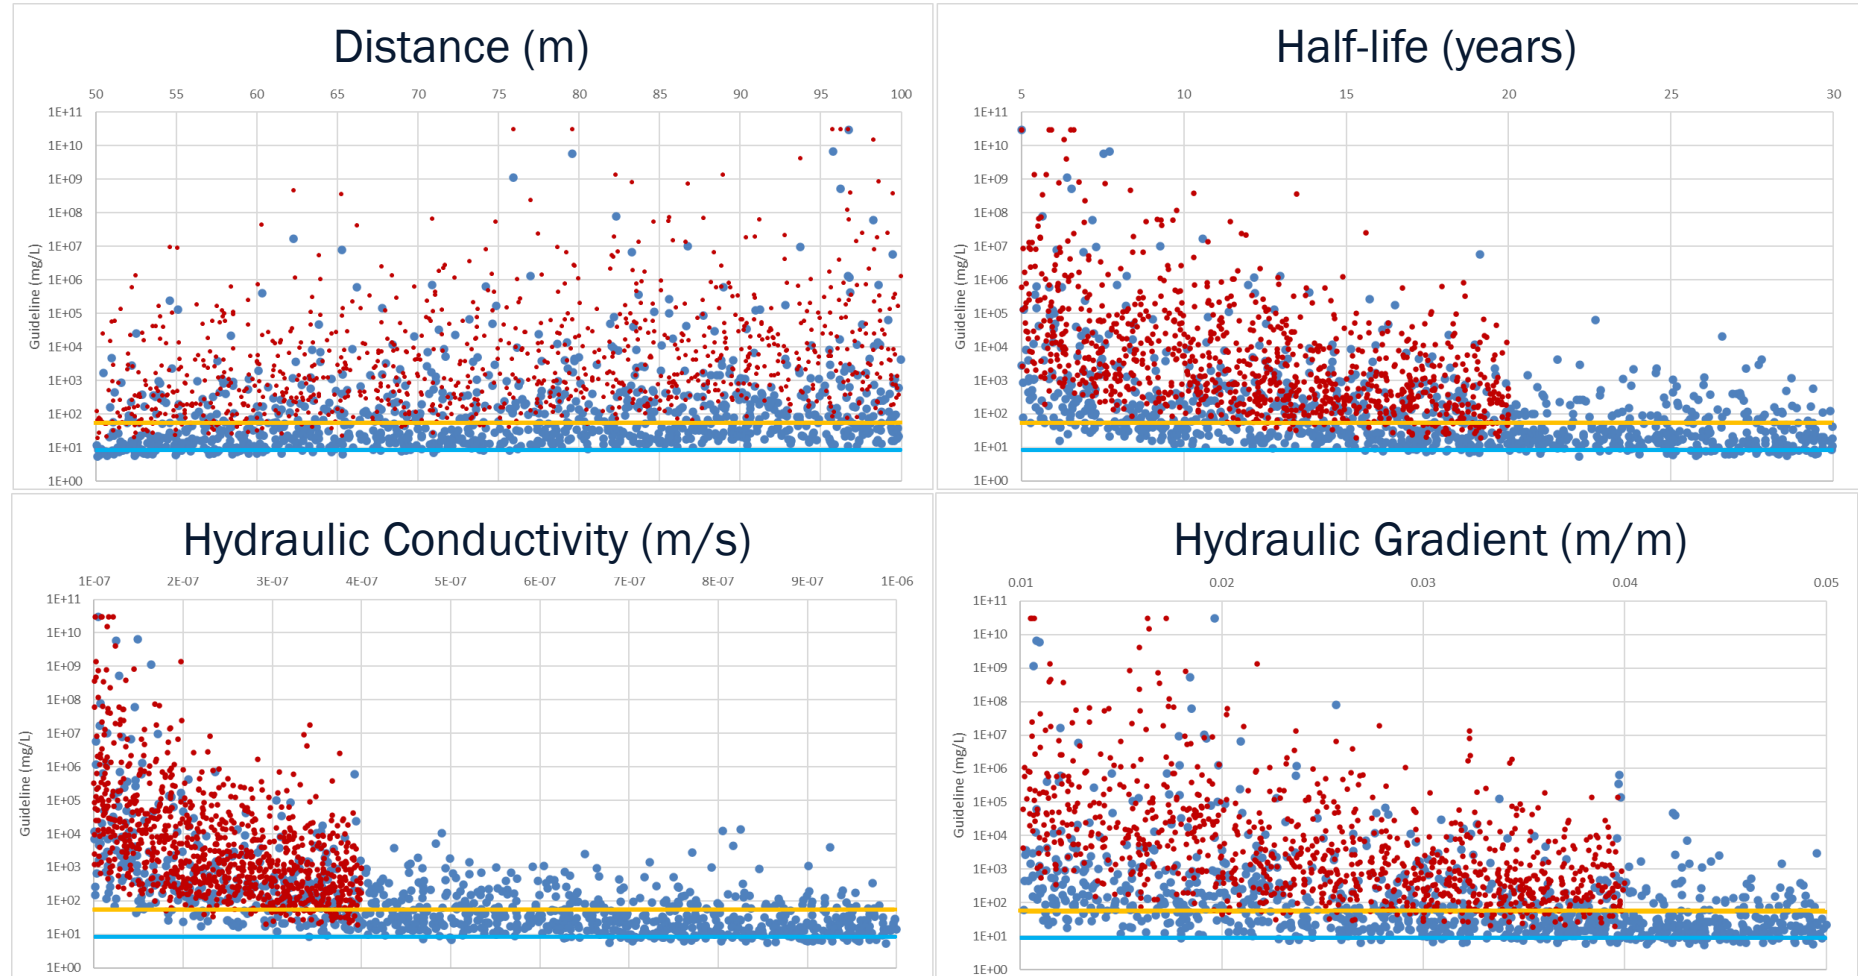 Distance (m)
50 55 60 65 70 75 80 85 90 95 100
1E+11
1E+10
1E+09
1E+08
1E+07
1E+06
1E+05
1E+04
1E+03
1E+02
1E+01
1E+00
Guideline (mg/L)
Half-life (years)
5 10 15 20 25 30
1E+11
1E+10
1E+09
1E+08
1E+07
1E+06
1E+05
1E+04
1E+03
1E+02
1E+01
1E+00
Guideline (mg/L)
Hydraulic Conductivity (m/s)
1E-07 2E-07 3E-07 4E-07 5E-07 6E-07 7E-07 8E-07 9E-07 1E-06
1E+11
1E+10
1E+09
1E+08
1E+07
1E+06
1E+05
1E+04
1E+03
1E+02
1E+01
1E+00
Guideline (mg/L)
Hydraulic Gradient (m/m)
0.01 0.02 0.03 0.04 0.05
1E+11
1E+10
1E+09
1E+08
1E+07
1E+06
1E+05
1E+04
1E+03
1E+02
1E+01
1E+00
Guideline (mg/L)